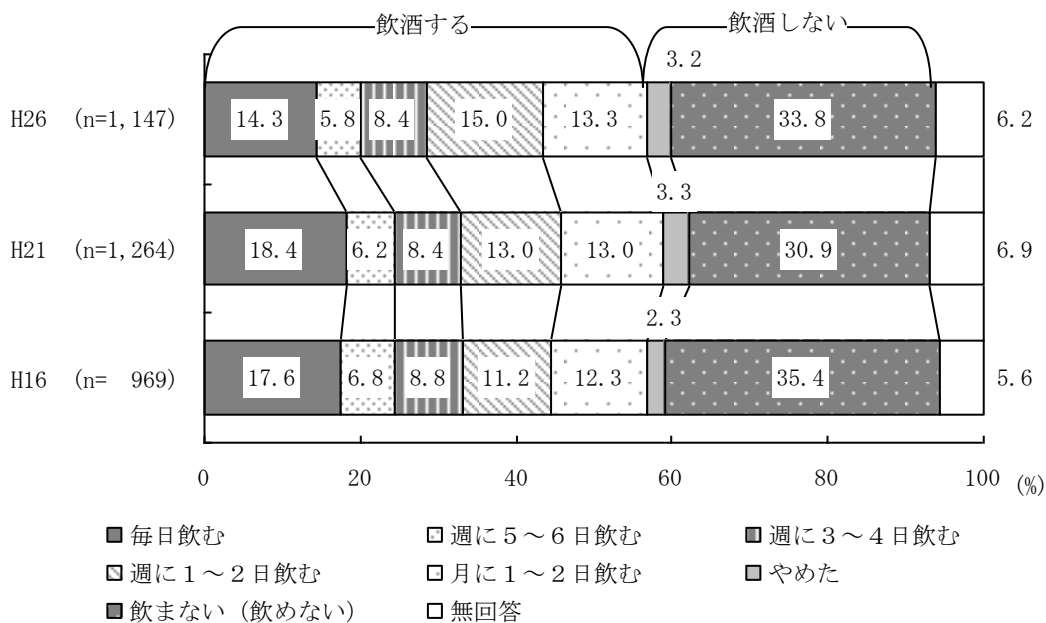 飲酒する 飲酒しない
3.2
H26 (n=1,147) 14.3 5.8 8.4 15.0 13.3 33.8 6.2
3.3
H21 (n=1,264) 18.4 6.2 8.4 13.0 13.0 30.9 6.9
2.3
H16 (n= 969) 17.6 6.8 8.8 11.2 12.3 35.4 5.6
0 20 40 60 80 100 (%)
毎日飲む 週に5~6日飲む 週に3~4日飲む
週に1~2日飲む 月に1~2日飲む やめた
飲まない(飲めない) 無回答